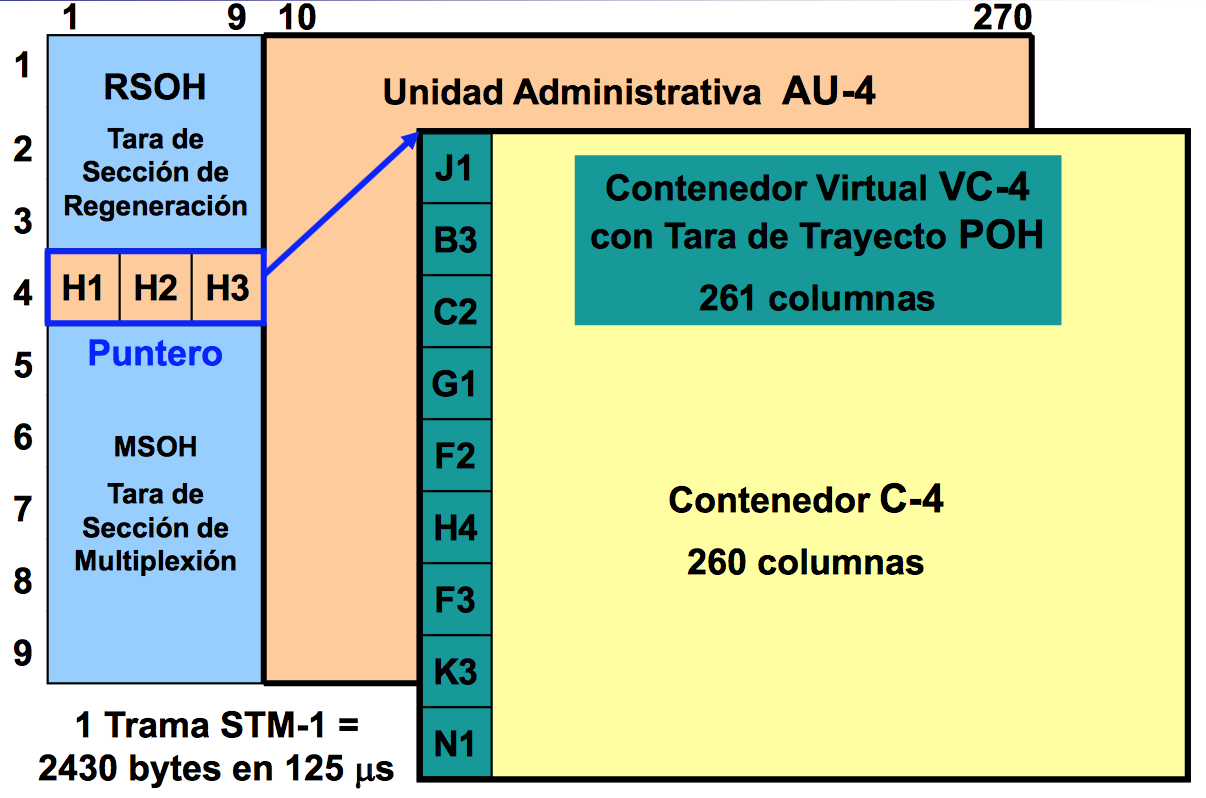 1 9 10 270
1
2
3
4
5
6
7
8
9
RSOH
Tara de
Sección de
Regeneración
H1 H2 H3
Puntero
MSOH
Tara de
Sección de
Multiplexión
Unidad Administrativa AU-4
J1
B3
C2
G1
F2
H4
F3
K3
N1
Contenedor Virtual VC-4
con Tara de Trayecto POH
261 columnas
Contenedor C-4
260 columnas
1 Trama STM-1 =
2430 bytes en 125 μs